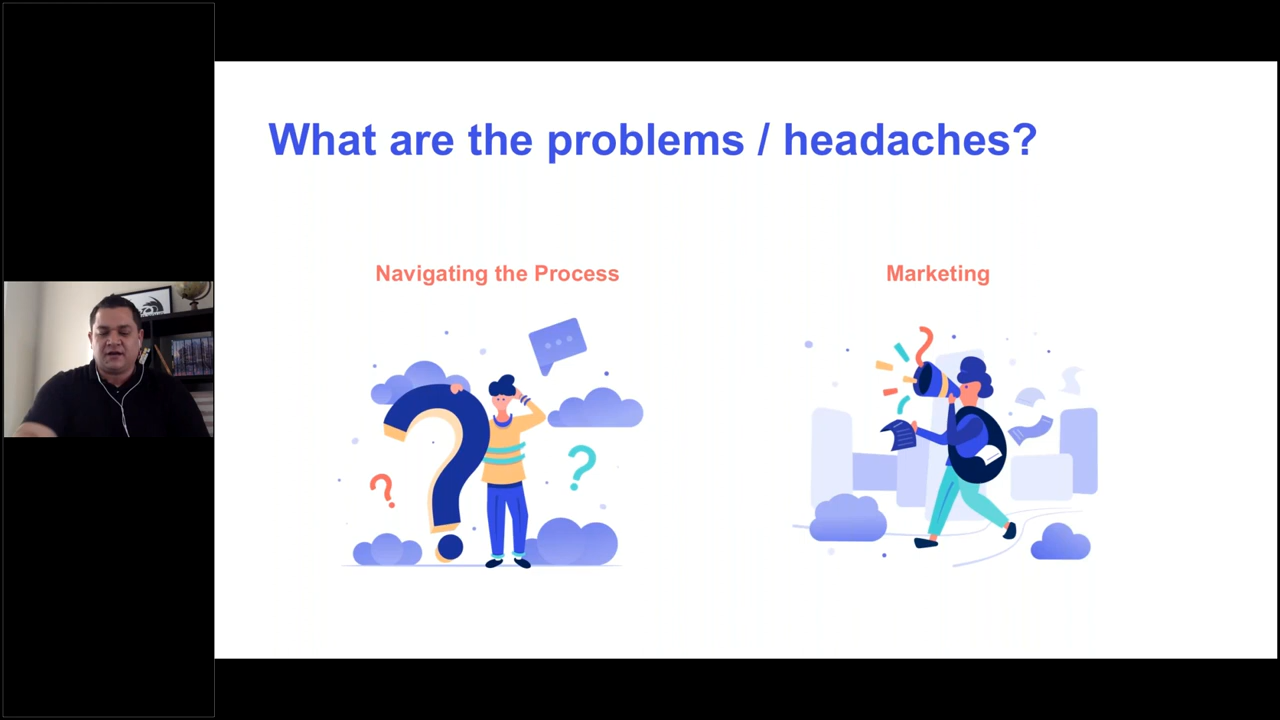 What are the problems / headaches?
Navigating the Process
Marketing